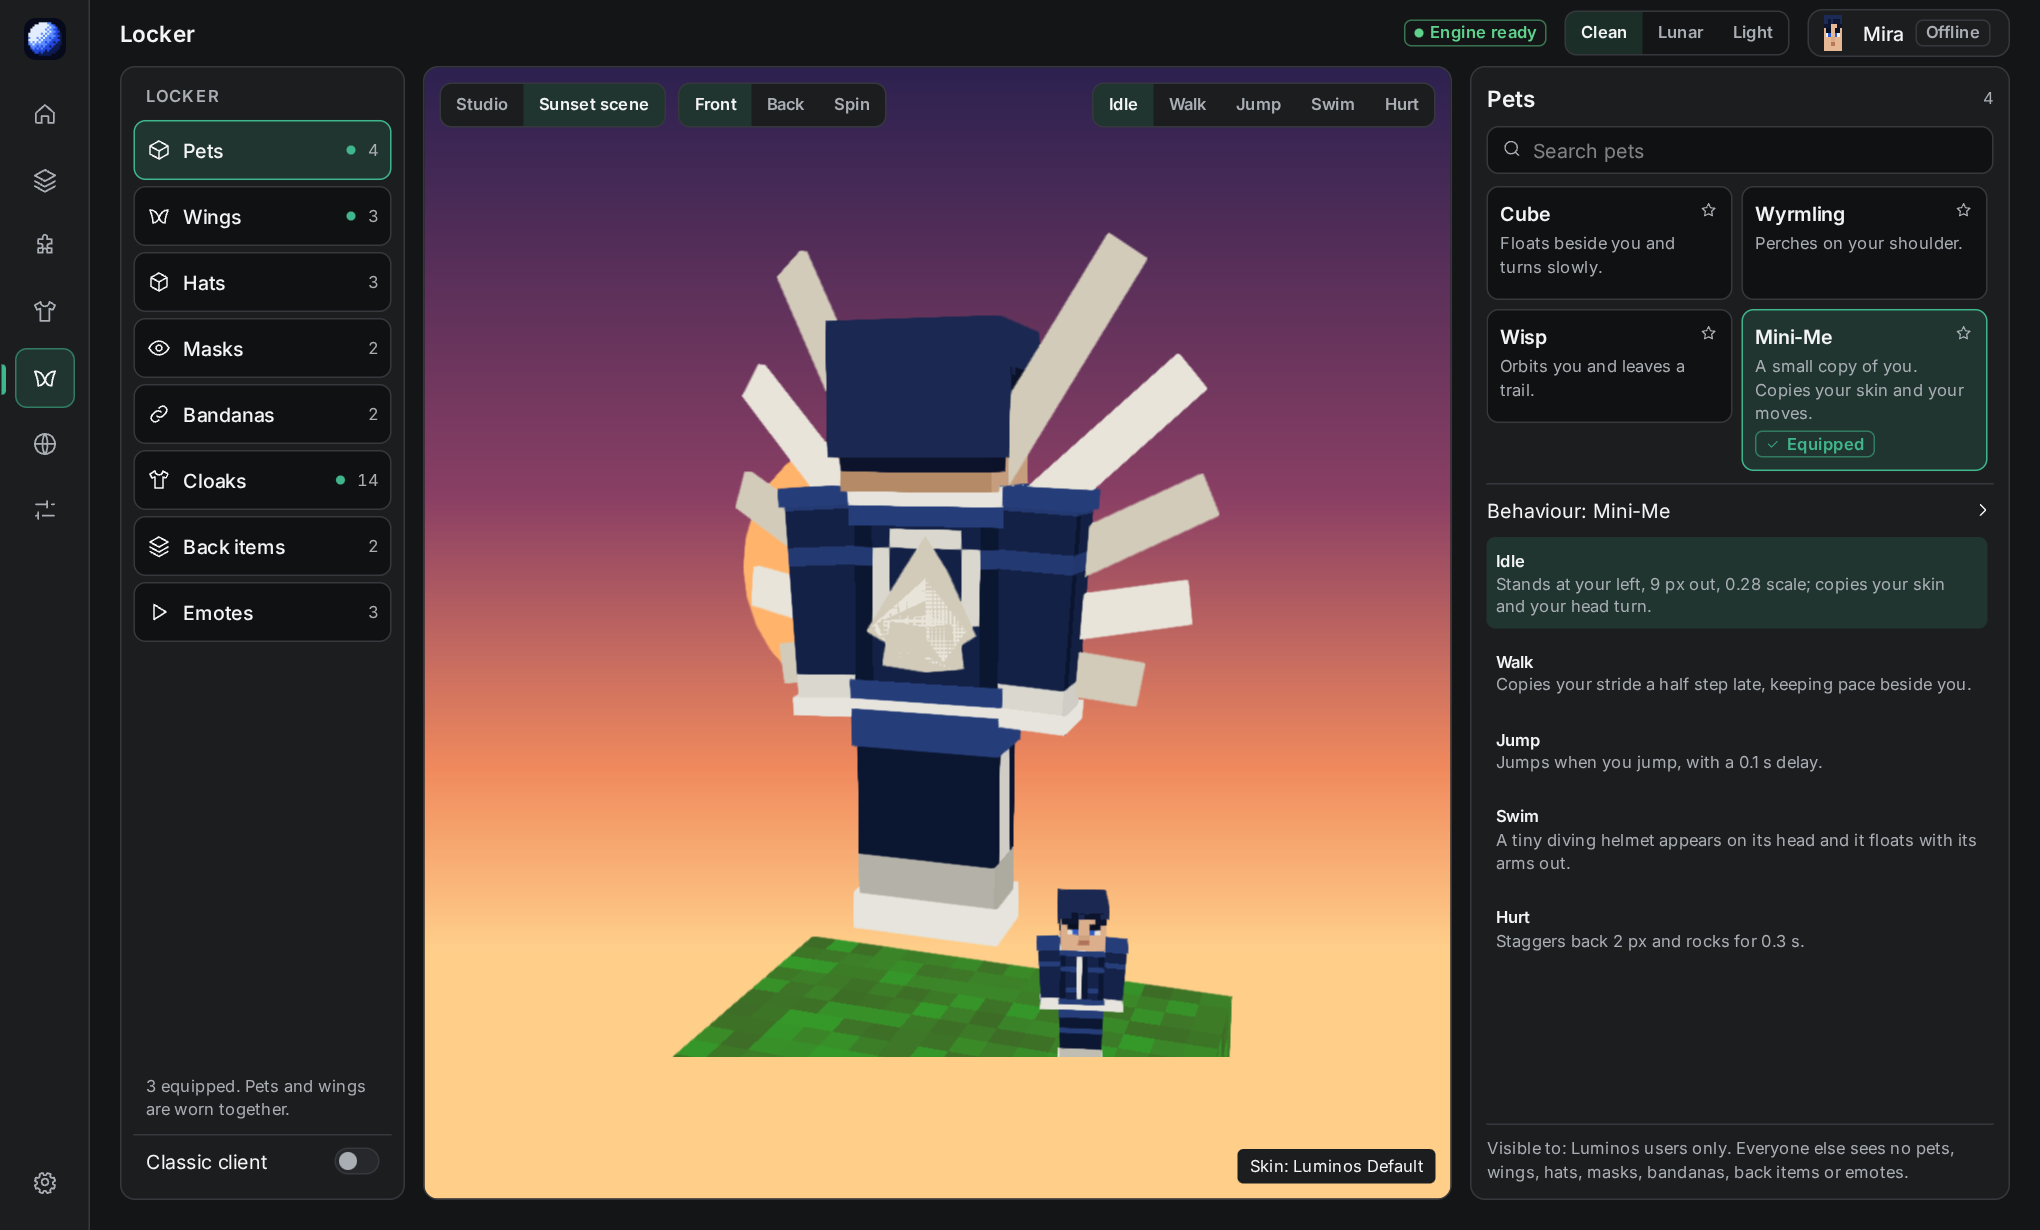 Locker
Engine ready
Clean
Lunar
Light
Mira
Offline
LOCKER
Pets
4
Wings
3
Hats
3
Masks
2
Bandanas
2
Cloaks
14
Back items
2
Emotes
3
3 equipped. Pets and wings
are worn together.
Classic client
Studio
Sunset scene
Front
Back
Spin
Idle
Walk
Jump
Swim
Hurt
Skin: Luminos Default
Pets
4
Search pets
Cube
Floats beside you and
turns slowly.
Wyrmling
Perches on your shoulder.
Wisp
Orbits you and leaves a
trail.
Mini-Me
A small copy of you.
Copies your skin and your
moves.
Equipped
Behaviour: Mini-Me
Idle
Stands at your left, 9 px out, 0.28 scale; copies your skin
and your head turn.
Walk
Copies your stride a half step late, keeping pace beside you.
Jump
Jumps when you jump, with a 0.1 s delay.
Swim
A tiny diving helmet appears on its head and it floats with its
arms out.
Hurt
Staggers back 2 px and rocks for 0.3 s.
Visible to: Luminos users only. Everyone else sees no pets,
wings, hats, masks, bandanas, back items or emotes.